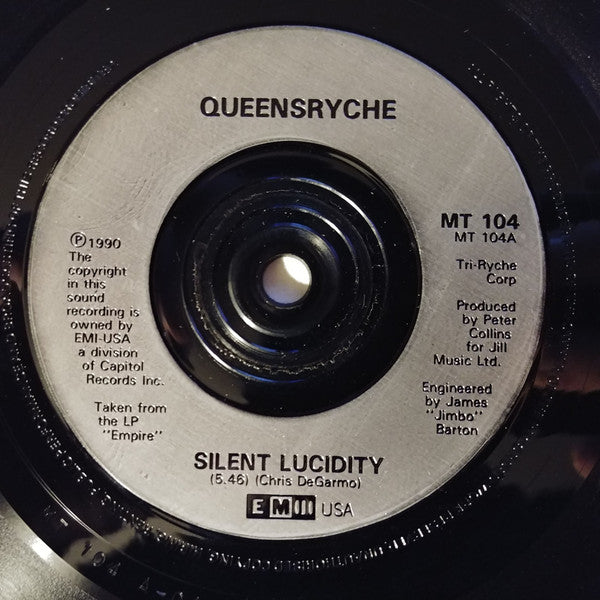 QUEENSRYCHE
℗1990
The
copyright
in this
sound
recording is
owned by
EMI-USA
a division
of Capitol
Records Inc.
Taken from
the LP
"Empire"
MT 104
MT 104A
Tri-Ryche
Corp
Produced
by Peter
Collins
for Jill
Music Ltd.
Engineered
by James
"Jimbo"
Barton
SILENT LUCIDITY
(5.46) (Chris DeGarmo)
EMI USA